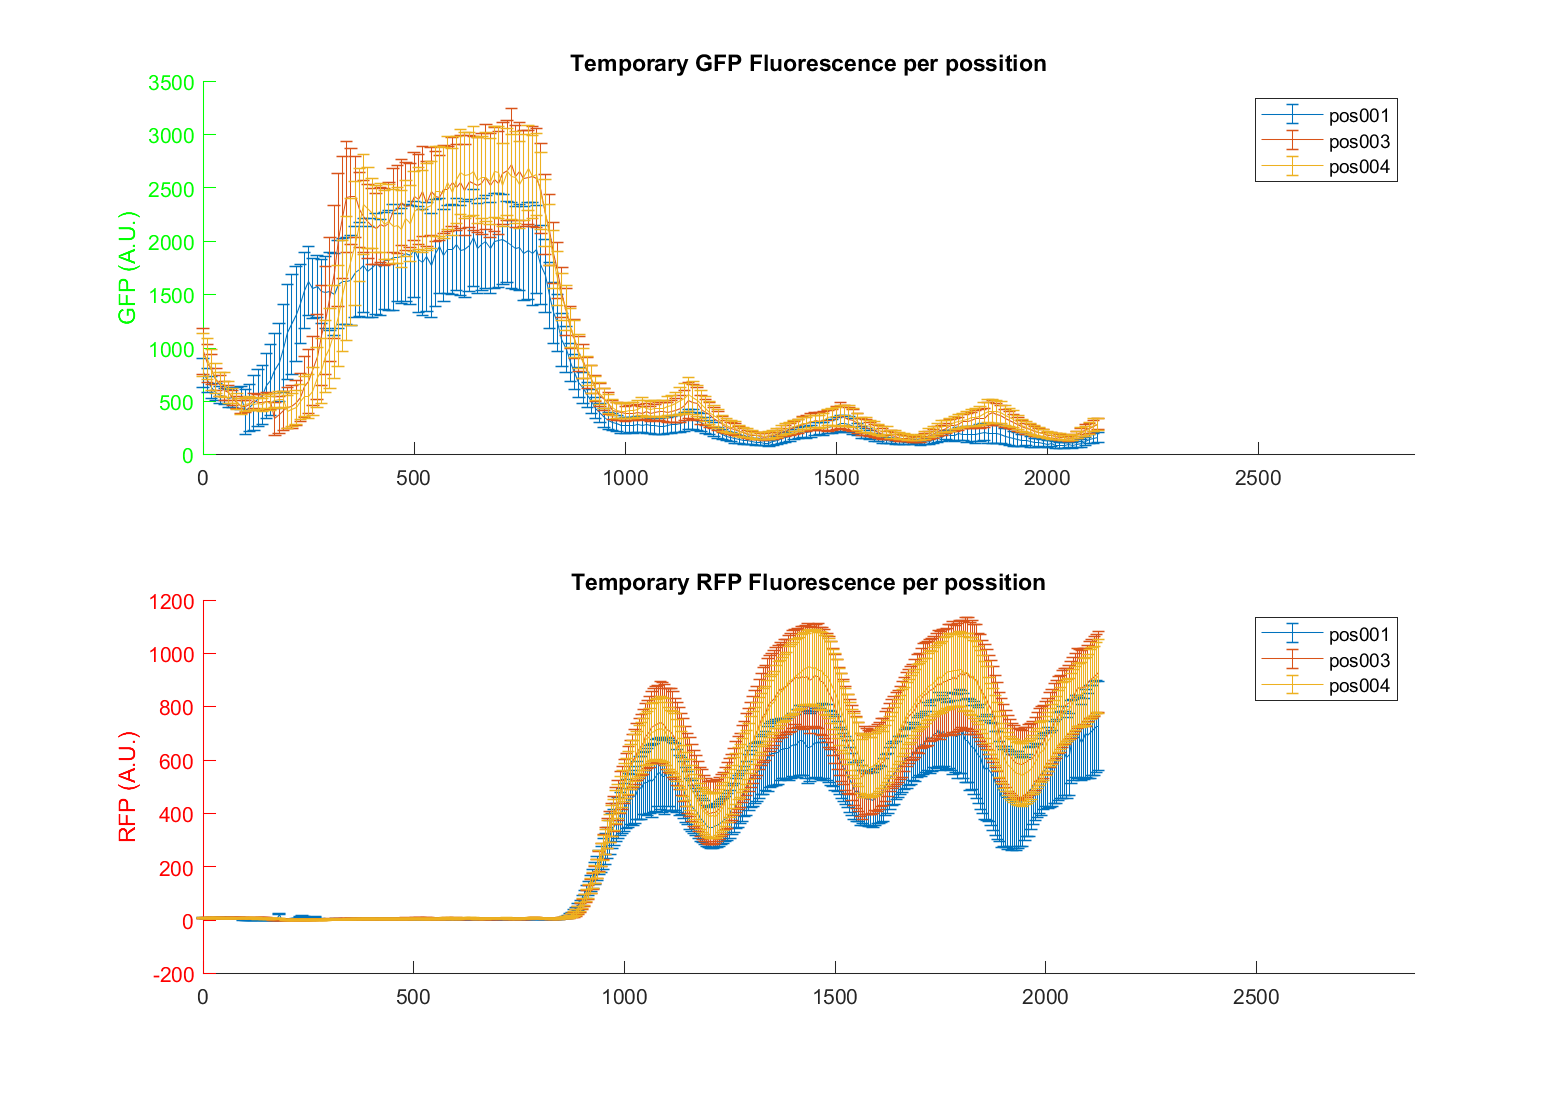 Temporary GFP Fluorescence per possition
3500
3000
2500
2000
1500
1000
500
0
GFP (A.U.)
0 500 1000 1500 2000 2500
pos001
pos003
pos004
Temporary RFP Fluorescence per possition
1200
1000
800
600
400
200
0
-200
RFP (A.U.)
0 500 1000 1500 2000 2500
pos001
pos003
pos004